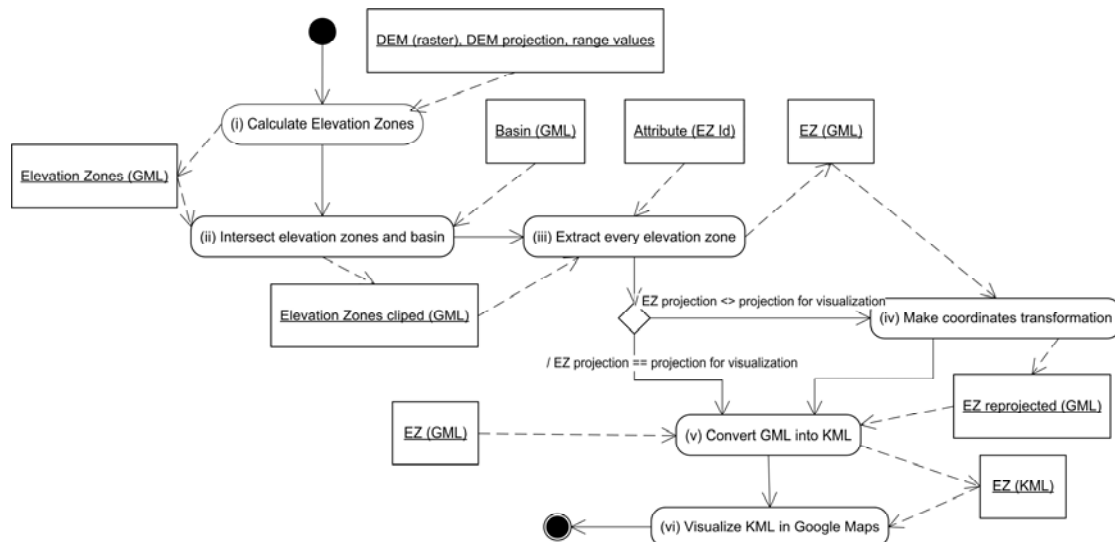 DEM (raster), DEM projection, range values
(i) Calculate Elevation Zones
Basin (GML)
Attribute (EZ Id)
EZ (GML)
Elevation Zones (GML)
(ii) Intersect elevation zones and basin
(iii) Extract every elevation zone
Elevation Zones cliped (GML)
/ EZ projection <> projection for visualization
(iv) Make coordinates transformation
/ EZ projection == projection for visualization
EZ reprojected (GML)
EZ (GML)
(v) Convert GML into KML
EZ (KML)
(vi) Visualize KML in Google Maps